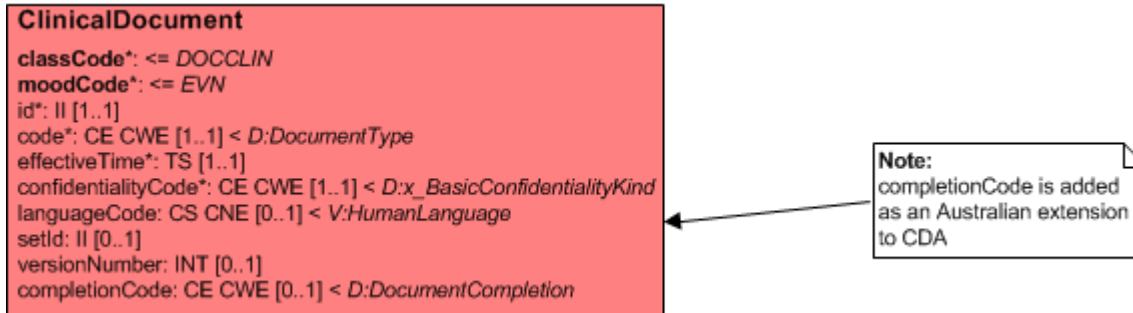 ClinicalDocument
classCode*: <= DOCCLIN
moodCode*: <= EVN
id*: II [1..1]
code*: CE CWE [1..1] < D:DocumentType
effectiveTime*: TS [1..1]
confidentialityCode*: CE CWE [1..1] < D:x_BasicConfidentialityKind
languageCode: CS CNE [0..1] < V:HumanLanguage
setId: II [0..1]
versionNumber: INT [0..1]
completionCode: CE CWE [0..1] < D:DocumentCompletion
Note:
completionCode is added
as an Australian extension
to CDA